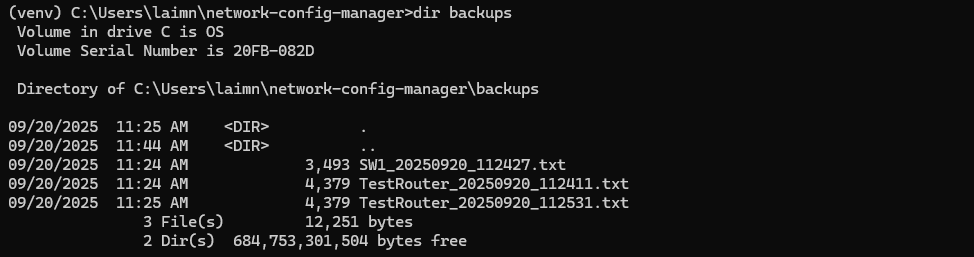 (venv) C:\Users\laimn\network-config-manager>dir backups
 Volume in drive C is OS
 Volume Serial Number is 20FB-082D

 Directory of C:\Users\laimn\network-config-manager\backups

09/20/2025  11:25 AM    <DIR>          .
09/20/2025  11:44 AM    <DIR>          ..
09/20/2025  11:24 AM             3,493 SW1_20250920_112427.txt
09/20/2025  11:24 AM             4,379 TestRouter_20250920_112411.txt
09/20/2025  11:25 AM             4,379 TestRouter_20250920_112531.txt
               3 File(s)         12,251 bytes
               2 Dir(s)  684,753,301,504 bytes free